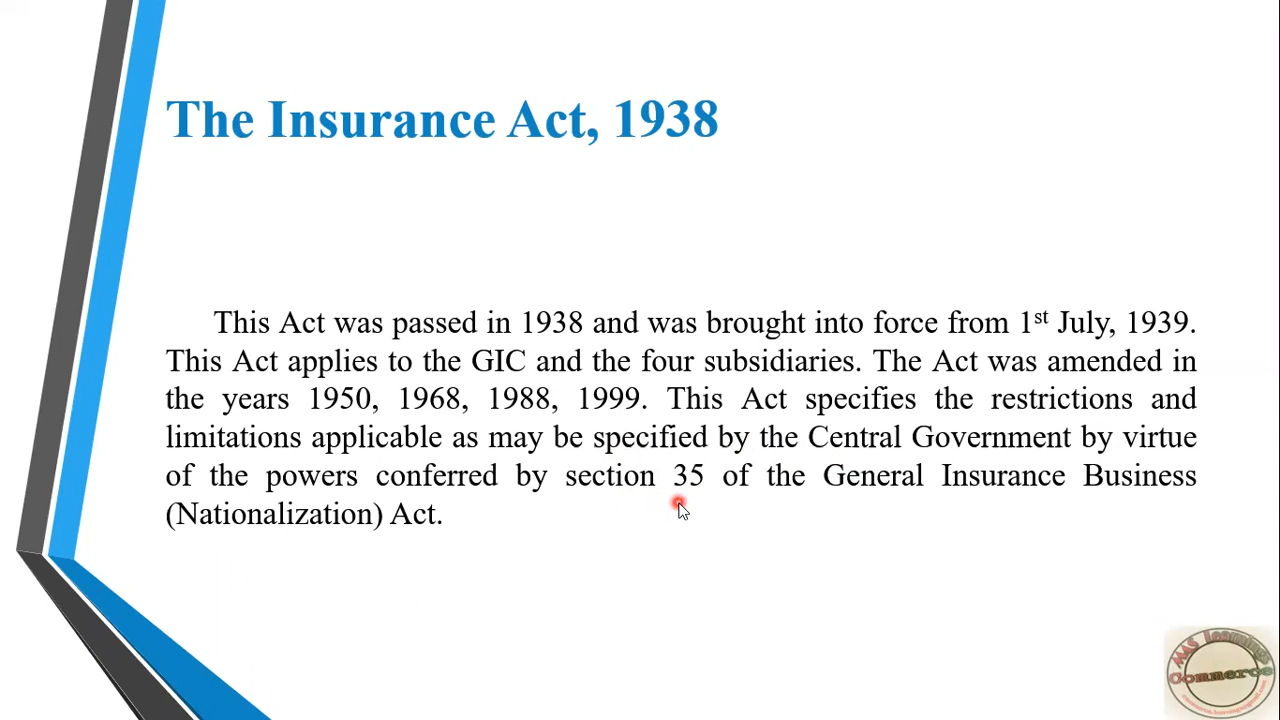 The Insurance Act, 1938
This Act was passed in 1938 and was brought into force from 1st July, 1939.
This Act applies to the GIC and the four subsidiaries. The Act was amended in
the years 1950, 1968, 1988, 1999. This Act specifies the restrictions and
limitations applicable as may be specified by the Central Government by virtue
of the powers conferred by section 35 of the General Insurance Business
(Nationalization) Act.
MAS learnings
Commerce